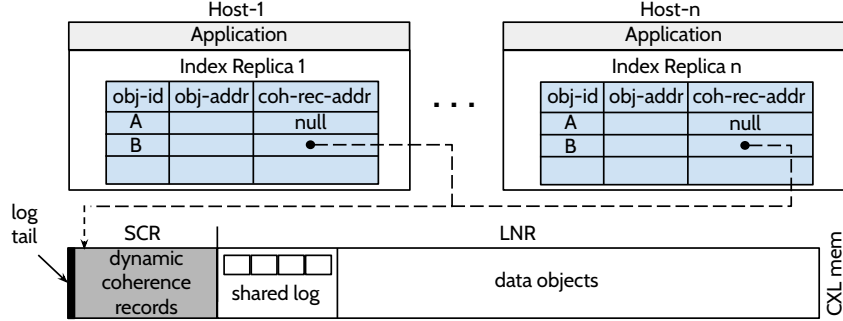 Host-1
Host-n
Application
Application
Index Replica 1
Index Replica n
obj-id obj-addr coh-rec-addr
obj-id obj-addr coh-rec-addr
A null
A null
B
B
. . .
log
tail
SCR
LNR
dynamic
coherence
records
shared log
data objects
CXL mem